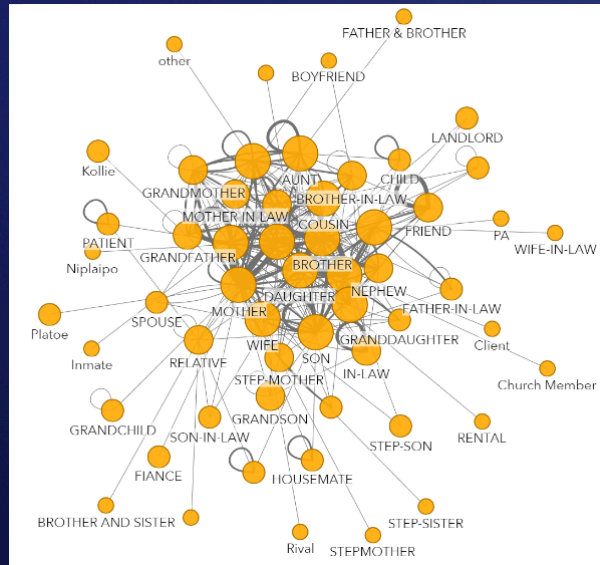 FATHER & BROTHER
other
BOYFRIEND
LANDLORD
Kollie
AUNT
CHILD
GRANDMOTHER
BROTHER-IN-LAW
MOTHER-IN-LAW
COUSIN
FRIEND
PA
WIFE-IN-LAW
PATIENT
GRANDFATHER
Niplaipo
BROTHER
NEPHEW
DAUGHTER
FATHER-IN-LAW
MOTHER
SPOUSE
Platoe
Client
GRANDDAUGHTER
WIFE
SON
Inmate
RELATIVE
IN-LAW
STEP-MOTHER
Church Member
GRANDSON
GRANDCHILD
SON-IN-LAW
STEP-SON
RENTAL
FIANCE
HOUSEMATE
BROTHER AND SISTER
STEP-SISTER
Rival
STEPMOTHER